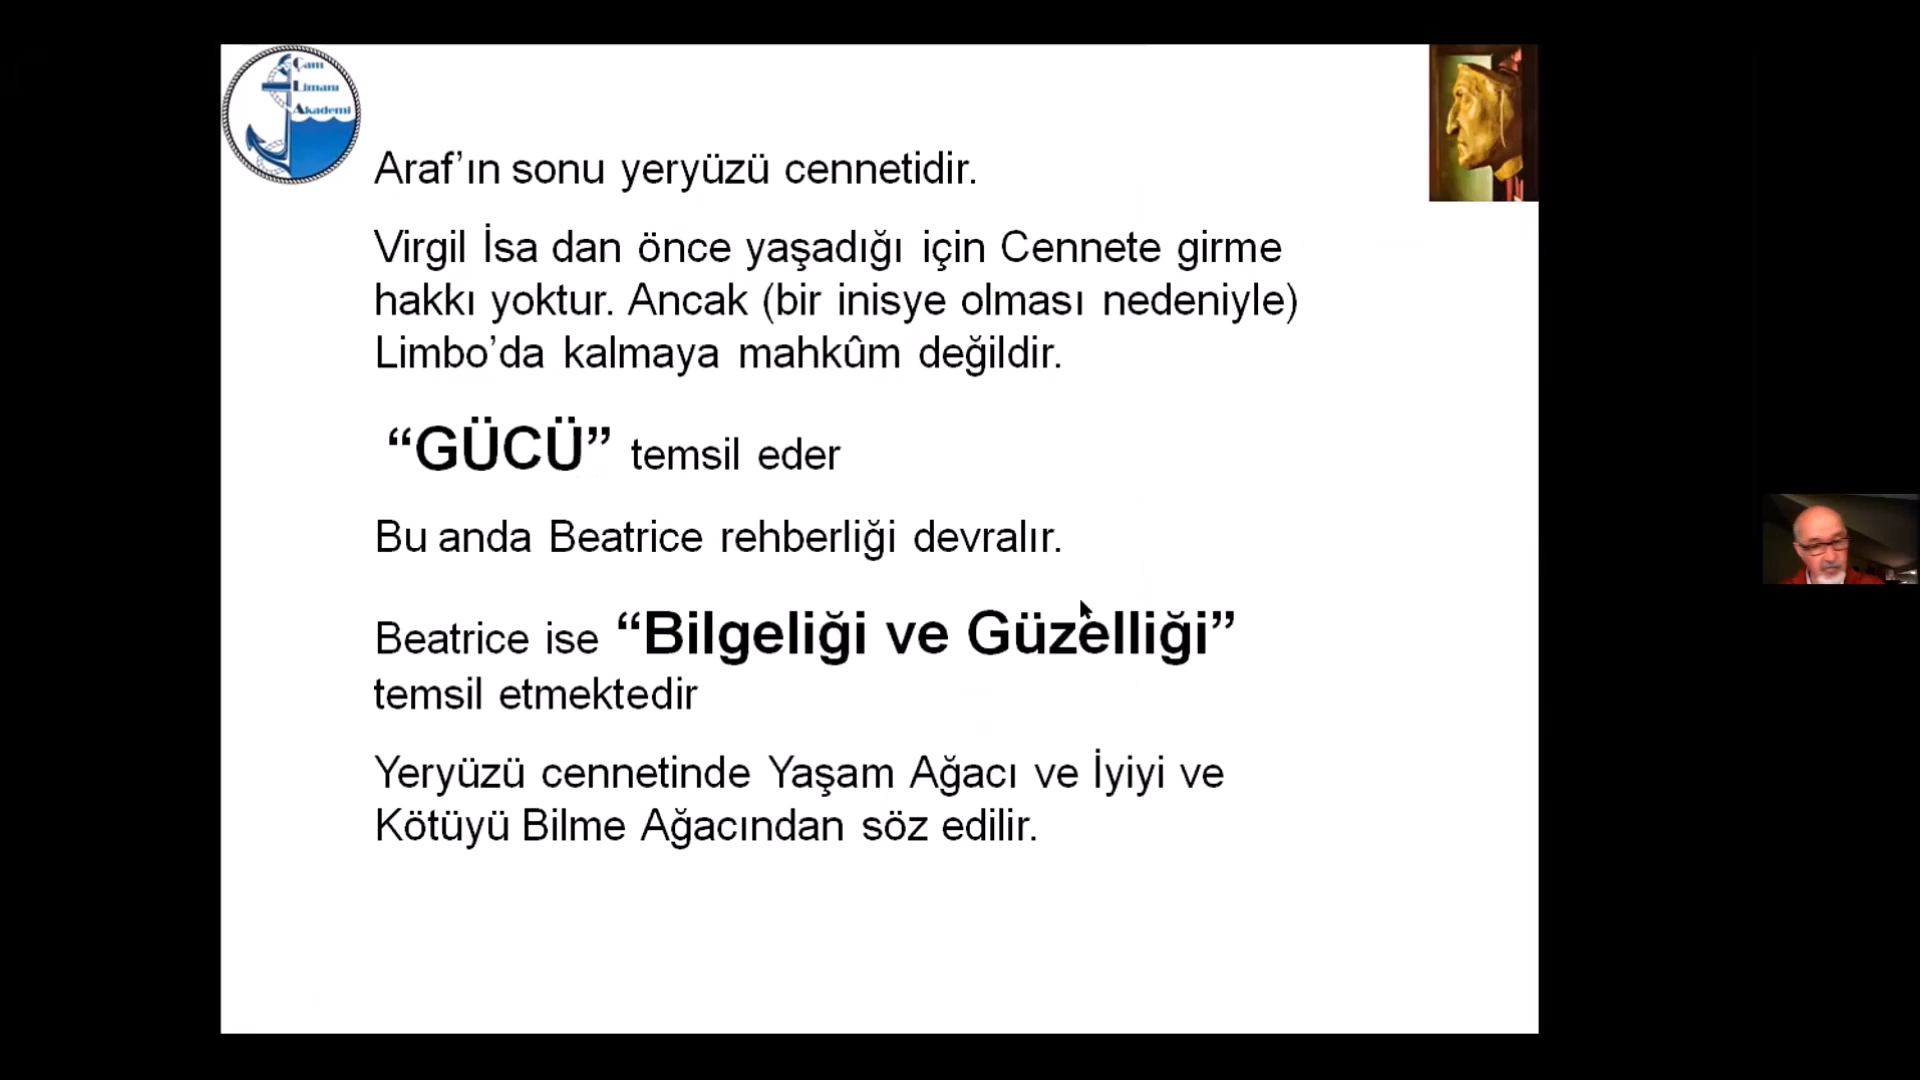 Çam
Limanı
Akademi
Araf’ın sonu yeryüzü cennetidir.
Virgil İsa dan önce yaşadığı için Cennete girme
hakkı yoktur. Ancak (bir inisye olması nedeniyle)
Limbo’da kalmaya mahkûm değildir.
“GÜCÜ” temsil eder
Bu anda Beatrice rehberliği devralır.
Beatrice ise “Bilgeliği ve Güzelliği”
temsil etmektedir
Yeryüzü cennetinde Yaşam Ağacı ve İyiyi ve
Kötüyü Bilme Ağacından söz edilir.